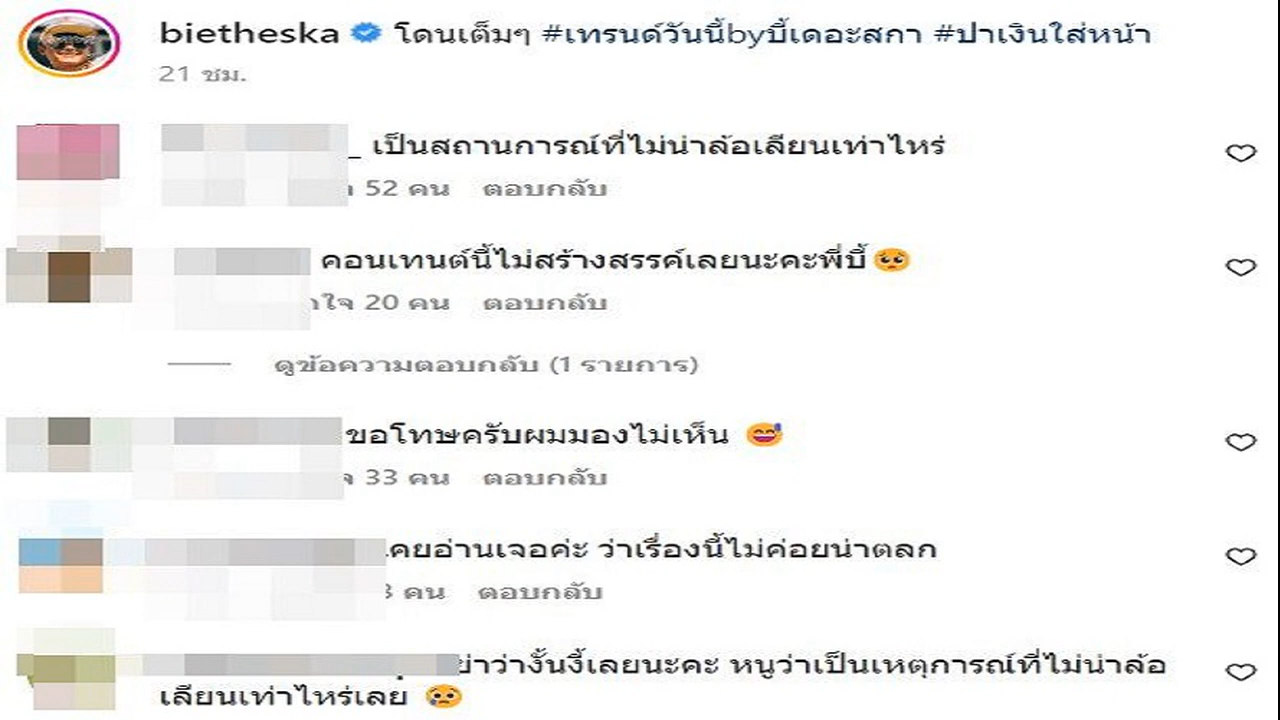 bietheska โดนเต็มๆ #เทรนด์วันนี้byบี้เดอะสกา #ปาเงินใส่หน้า
21 ชม.
_ เป็นสถานการณ์ที่ไม่น่าล้อเลียนเท่าไหร่
52 คน ตอบกลับ
คอนเทนต์นี้ไม่สร้างสรรค์เลยนะคะพี่บี้🥺
20 คน ตอบกลับ
ดูข้อความตอบกลับ (1 รายการ)
ขอโทษครับผมมองไม่เห็น 😅
33 คน ตอบกลับ
เคยอ่านเจอค่ะ ว่าเรื่องนี้ไม่ค่อยน่าตลก
คน ตอบกลับ
ว่างั้นงี้เลยนะคะ หนูว่าเป็นเหตุการณ์ที่ไม่น่าล้อ
เลียนเท่าไหร่เลย 😢